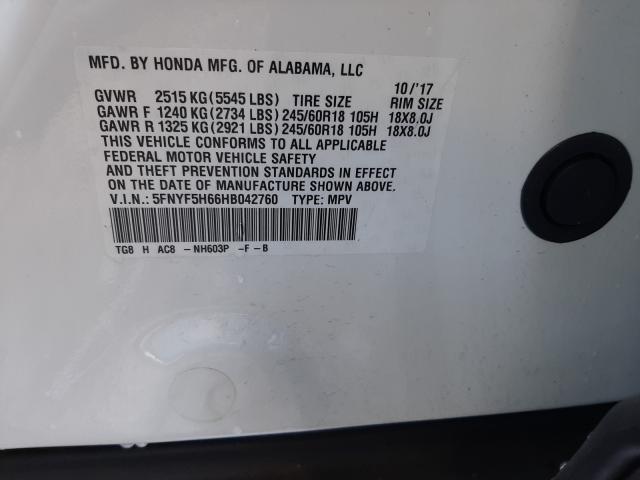 MFD. BY HONDA MFG. OF ALABAMA, LLC
10/'17
GVWR 2515 KG (5545 LBS) TIRE SIZE RIM SIZE
GAWR F 1240 KG (2734 LBS) 245/60R18 105H 18X8.0J
GAWR R 1325 KG (2921 LBS) 245/60R18 105H 18X8.0J
THIS VEHICLE CONFORMS TO ALL APPLICABLE
FEDERAL MOTOR VEHICLE SAFETY
AND THEFT PREVENTION STANDARDS IN EFFECT
ON THE DATE OF MANUFACTURE SHOWN ABOVE.
V.I.N.: 5FNYF5H66HB042760 TYPE: MPV
TG8 H AC8 -NH603P -F -B